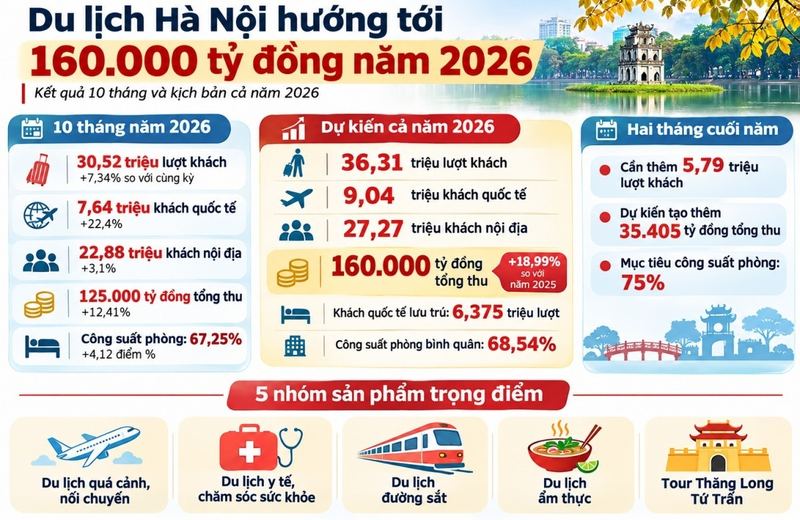 Du lịch Hà Nội hướng tới
160.000 tỷ đồng năm 2026
Kết quả 10 tháng và kịch bản cả năm 2026
10 tháng năm 2026
30,52 triệu lượt khách
+7,34% so với cùng kỳ
7,64 triệu khách quốc tế
+22,4%
22,88 triệu khách nội địa
+3,1%
125.000 tỷ đồng tổng thu
+12,41%
Công suất phòng: 67,25%
+4,12 điểm %
Dự kiến cả năm 2026
36,31 triệu lượt khách
9,04 triệu khách quốc tế
27,27 triệu khách nội địa
160.000 tỷ đồng
tổng thu
+18,99%
so với
năm 2025
Khách quốc tế lưu trú: 6,375 triệu lượt
Công suất phòng bình quân: 68,54%
Hai tháng cuối năm
Cần thêm 5,79 triệu
lượt khách
Dự kiến tạo thêm
35.405 tỷ đồng tổng thu
Mục tiêu công suất phòng:
75%
5 nhóm sản phẩm trọng điểm
Du lịch quá cảnh,
nối chuyến
Du lịch y tế,
chăm sóc sức khỏe
Du lịch
đường sắt
Du lịch
ẩm thực
Tour Thăng Long
Tứ Trấn